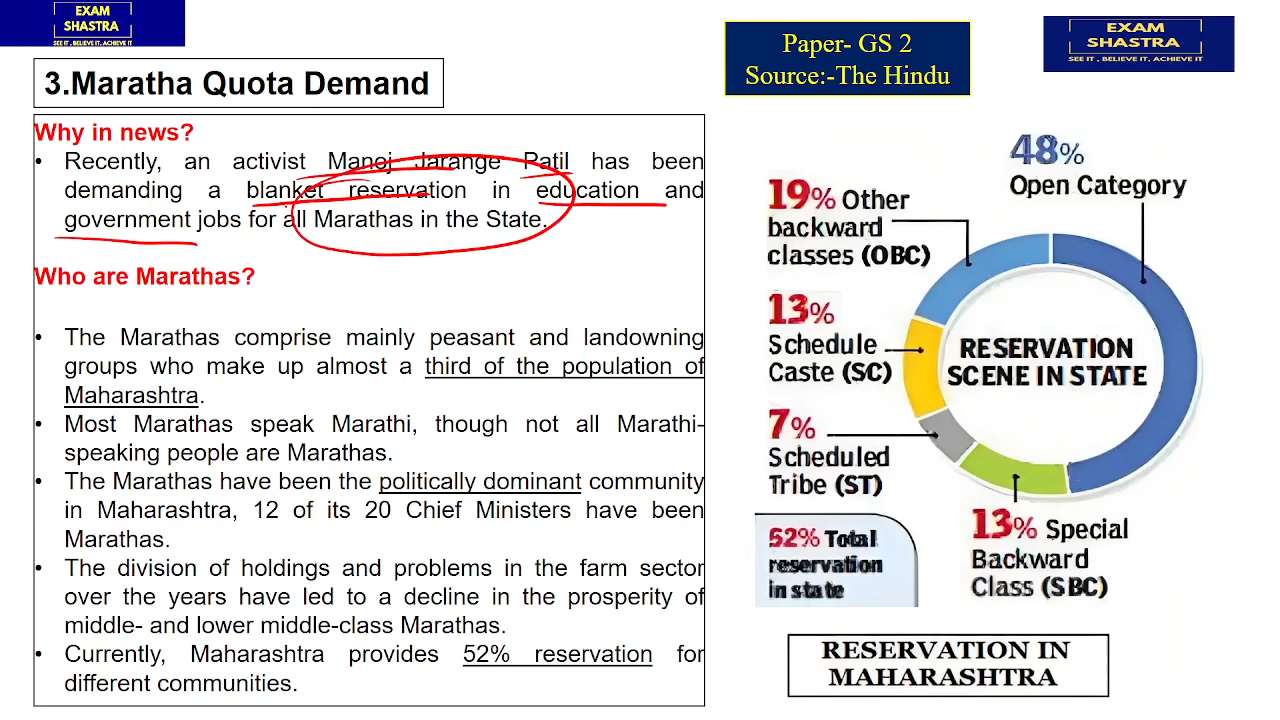 EXAM
SHASTRA
SEE IT , BELIEVE IT, ACHIEVE IT
Paper- GS 2
Source:-The Hindu
EXAM
SHASTRA
SEE IT , BELIEVE IT, ACHIEVE IT
3.Maratha Quota Demand
Why in news?
• Recently, an activist Manoj Jarange Patil has been
demanding a blanket reservation in education and
government jobs for all Marathas in the State.
Who are Marathas?
• The Marathas comprise mainly peasant and landowning
groups who make up almost a third of the population of
Maharashtra.
• Most Marathas speak Marathi, though not all Marathi-
speaking people are Marathas.
• The Marathas have been the politically dominant community
in Maharashtra, 12 of its 20 Chief Ministers have been
Marathas.
• The division of holdings and problems in the farm sector
over the years have led to a decline in the prosperity of
middle- and lower middle-class Marathas.
• Currently, Maharashtra provides 52% reservation for
different communities.
48%
Open Category
19% Other
backward
classes (OBC)
13%
Schedule
Caste (SC)
RESERVATION
SCENE IN STATE
7%
Scheduled
Tribe (ST)
13% Special
Backward
Class (SBC)
52% Total
reservation
in state
RESERVATION IN
MAHARASHTRA